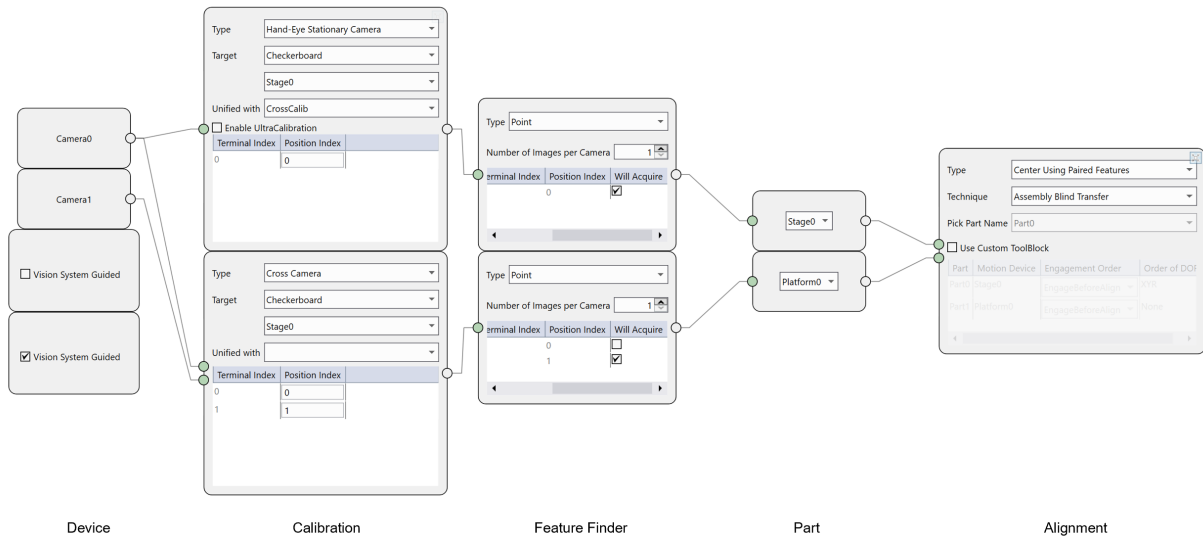 Camera0
Camera1
Vision System Guided
Vision System Guided
Type Hand-Eye Stationary Camera
Target Checkerboard
Stage0
Unified with CrossCalib
Enable UltraCalibration
Terminal Index Position Index
0 0
Type Cross Camera
Target Checkerboard
Stage0
Unified with
Terminal Index Position Index
0 0
1 1
Type Point
Number of Images per Camera 1
erminal Index Position Index Will Acquire
0
Type Point
Number of Images per Camera 1
erminal Index Position Index Will Acquire
0
1
Stage0
Platform0
Type Center Using Paired Features
Technique Assembly Blind Transfer
Pick Part Name Part0
Use Custom ToolBlock
Part Motion Device Engagement Order Order of DOF
Part0 Stage0 EngageBeforeAlign XYR
Part1 Platform0 EngageBeforeAlign None
Device Calibration Feature Finder Part Alignment